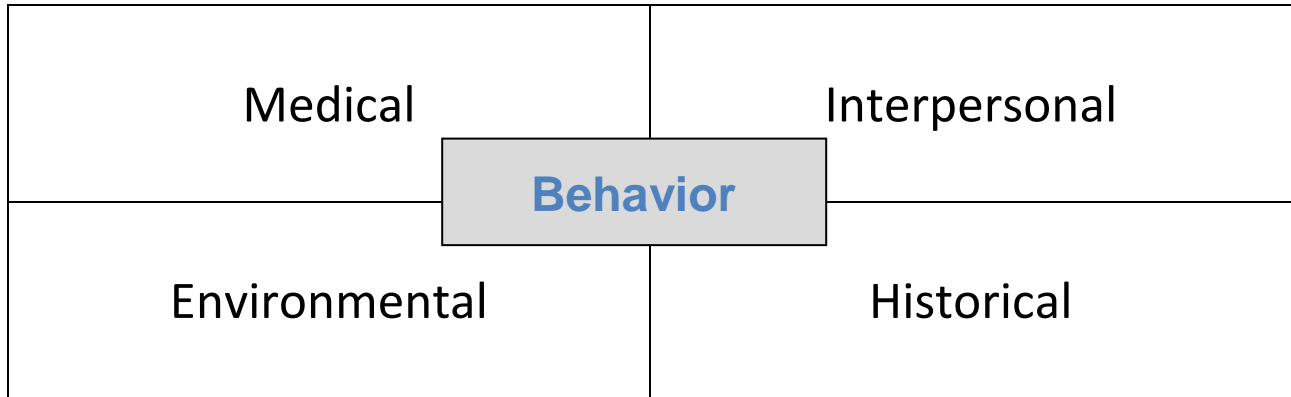 Medical
Interpersonal
Behavior
Environmental
Historical